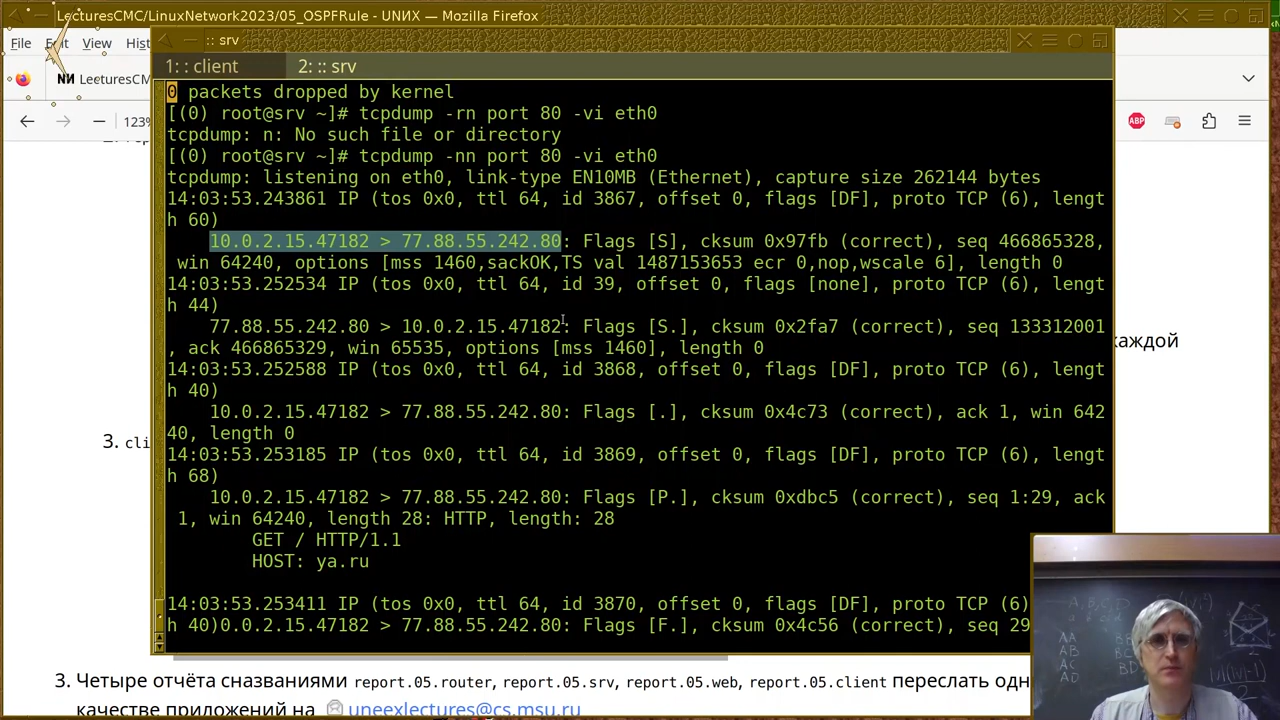 LecturesCMC/LinuxNetwork2023/05_OSPFRule - UNИX — Mozilla Firefox
File Edit View Hist
:: srv
1: : client 2: :: srv
LecturesCM
123%
0 packets dropped by kernel
[(0) root@srv ~]# tcpdump -rn port 80 -vi eth0
tcpdump: n: No such file or directory
[(0) root@srv ~]# tcpdump -nn port 80 -vi eth0
tcpdump: listening on eth0, link-type EN10MB (Ethernet), capture size 262144 bytes
14:03:53.243861 IP (tos 0x0, ttl 64, id 3867, offset 0, flags [DF], proto TCP (6), lengt
h 60)
10.0.2.15.47182 > 77.88.55.242.80: Flags [S], cksum 0x97fb (correct), seq 466865328,
win 64240, options [mss 1460,sackOK,TS val 1487153653 ecr 0,nop,wscale 6], length 0
14:03:53.252534 IP (tos 0x0, ttl 64, id 39, offset 0, flags [none], proto TCP (6), lengt
h 44)
77.88.55.242.80 > 10.0.2.15.47182: Flags [S.], cksum 0x2fa7 (correct), seq 133312001
, ack 466865329, win 65535, options [mss 1460], length 0
14:03:53.252588 IP (tos 0x0, ttl 64, id 3868, offset 0, flags [DF], proto TCP (6), lengt
h 40)
10.0.2.15.47182 > 77.88.55.242.80: Flags [.], cksum 0x4c73 (correct), ack 1, win 642
40, length 0
14:03:53.253185 IP (tos 0x0, ttl 64, id 3869, offset 0, flags [DF], proto TCP (6), lengt
h 68)
10.0.2.15.47182 > 77.88.55.242.80: Flags [P.], cksum 0xdbc5 (correct), seq 1:29, ack
1, win 64240, length 28: HTTP, length: 28
GET / HTTP/1.1
HOST: ya.ru
14:03:53.253411 IP (tos 0x0, ttl 64, id 3870, offset 0, flags [DF], proto TCP (6)
h 40)0.0.2.15.47182 > 77.88.55.242.80: Flags [F.], cksum 0x4c56 (correct), seq 29
каждой
3. cli
3. Четыре отчёта сназваниями report.05.router, report.05.srv, report.05.web, report.05.client переслать одн
качестве приложений на uneexlectures@cs.msu.ru
ABP